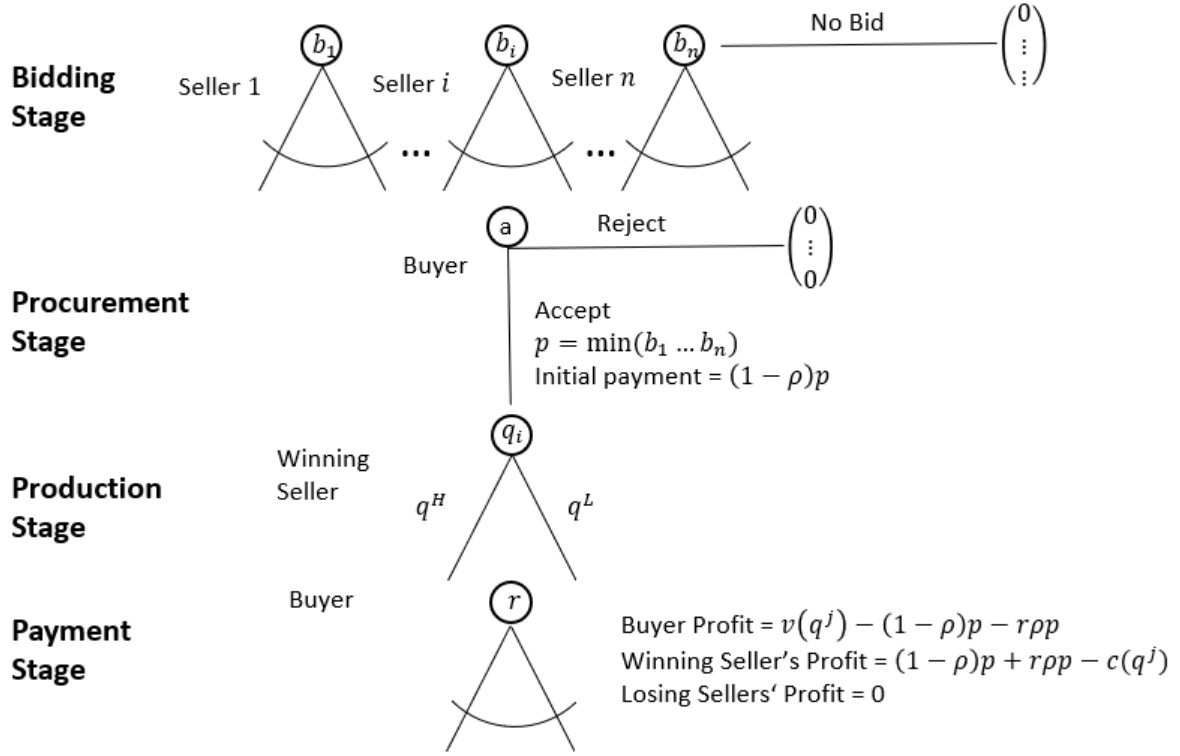 b₁
bᵢ
bₙ
No Bid
0
⋮
⋮
Bidding
Stage
Seller 1
Seller i
Seller n
...
...
a
Reject
0
⋮
0
Buyer
Procurement
Stage
Accept
p = min(b₁ … bₙ)
Initial payment = (1 − ρ)p
qᵢ
Winning
Seller
Production
Stage
qᴴ
qᴸ
Buyer
r
Payment
Stage
Buyer Profit = v(qʲ) − (1 − ρ)p − rρp
Winning Seller's Profit = (1 − ρ)p + rρp − c(qʲ)
Losing Sellers‘ Profit = 0